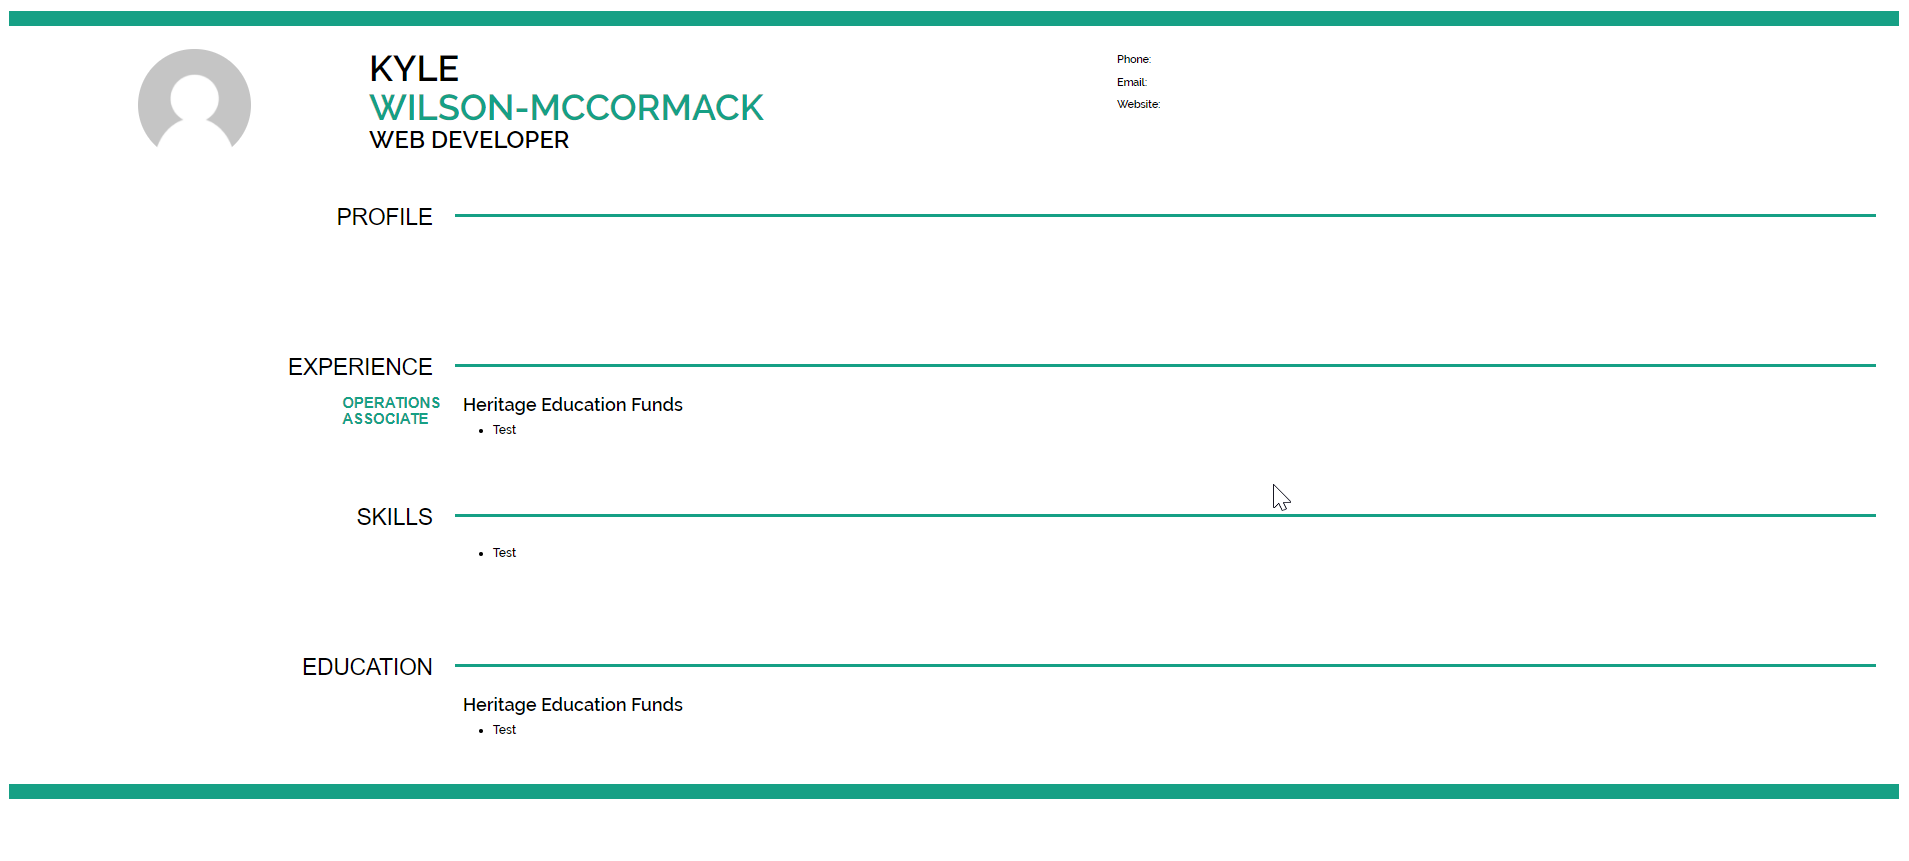 KYLE
WILSON-MCCORMACK
WEB DEVELOPER
Phone:
Email:
Website:
PROFILE
EXPERIENCE
OPERATIONS
ASSOCIATE
Heritage Education Funds
• Test
SKILLS
• Test
EDUCATION
Heritage Education Funds
• Test